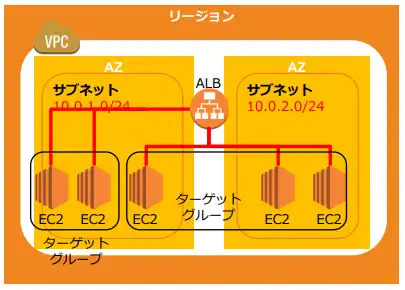 リージョン
VPC
AZ
AZ
サブネット
10.0.1.0/24
ALB
サブネット
10.0.2.0/24
EC2
EC2
EC2
ターゲット
グループ
EC2
EC2
ターゲット
グループ